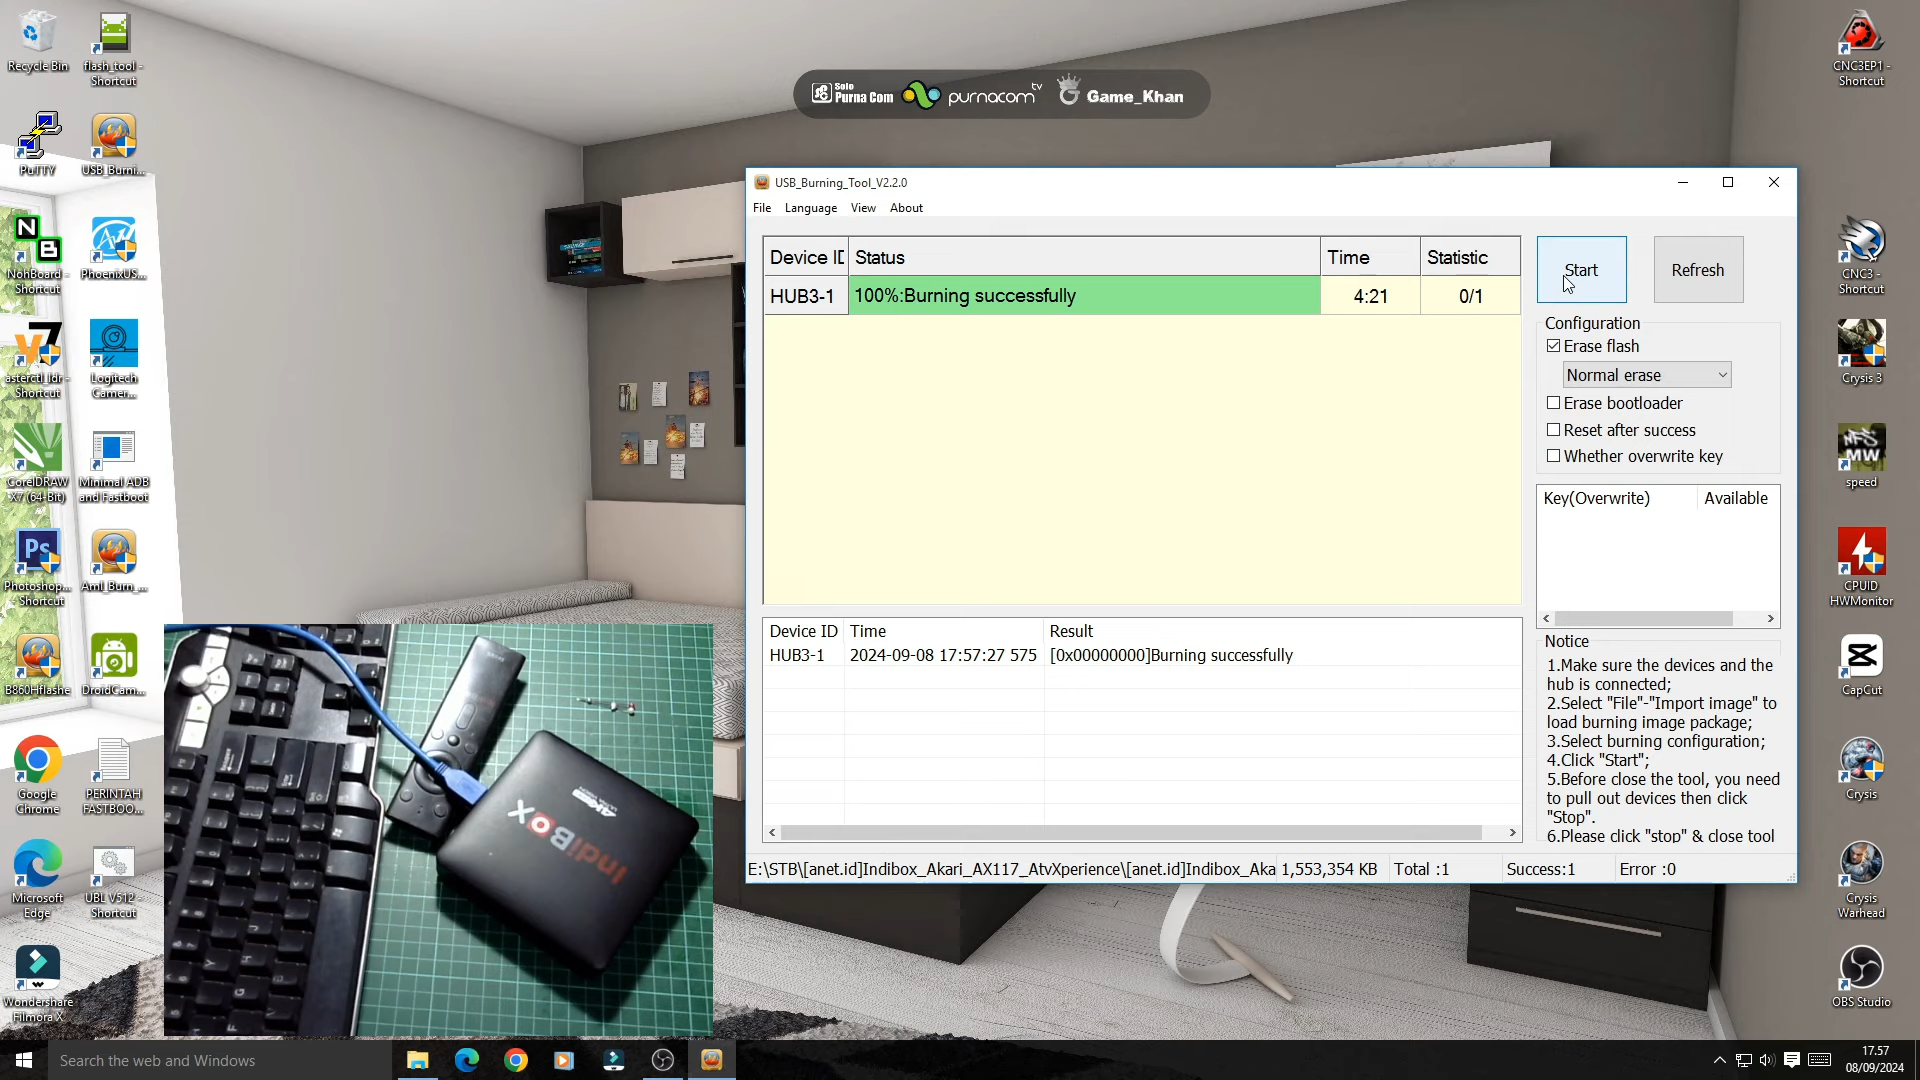 Recycle Bin
flash_tool -
Shortcut
PuTTY
USB_Burni...
NohBoard -
Shortcut
PhoenixUS...
asterctl_ldr -
Shortcut
Logitech
Gamer...
CorelDRAW
X7 (64-Bit)
Minimal ADB
and Fastboot
Photoshop...
Shortcut
Aml_Burn_...
B860Hflashe
DroidCam...
Google
Chrome
PERINTAH
FASTBOO...
Microsoft
Edge
UBL V512 -
Shortcut
Wondershare
Filmora X
Solo
Purna Com
purnacom tv
Game_Khan
USB_Burning_Tool_V2.2.0
File
Language
View
About
Device ID
Status
Time
Statistic
HUB3-1
100%:Burning successfully
4:21
0/1
Start
Refresh
Configuration
Erase flash
Normal erase
Erase bootloader
Reset after success
Whether overwrite key
Key(Overwrite)
Available
Device ID
Time
Result
HUB3-1
2024-09-08 17:57:27 575
[0x00000000]Burning successfully
Notice
1.Make sure the devices and the
hub is connected;
2.Select "File"-"Import image" to
load burning image package;
3.Select burning configuration;
4.Click "Start";
5.Before close the tool, you need
to pull out devices then click
"Stop".
6.Please click "stop" & close tool
E:\STB\[anet.id]Indibox_Akari_AX117_AtvXperience\[anet.id]Indibox_Aka
1,553,354 KB
Total :1
Success:1
Error :0
IndiBOX
4K
CNC3EP1 -
Shortcut
CNC3 -
Shortcut
Crysis 3
NFS
MW
speed
CPUID
HWMonitor
CapCut
Crysis
Crysis
Warhead
OBS Studio
Search the web and Windows
17.57
08/09/2024